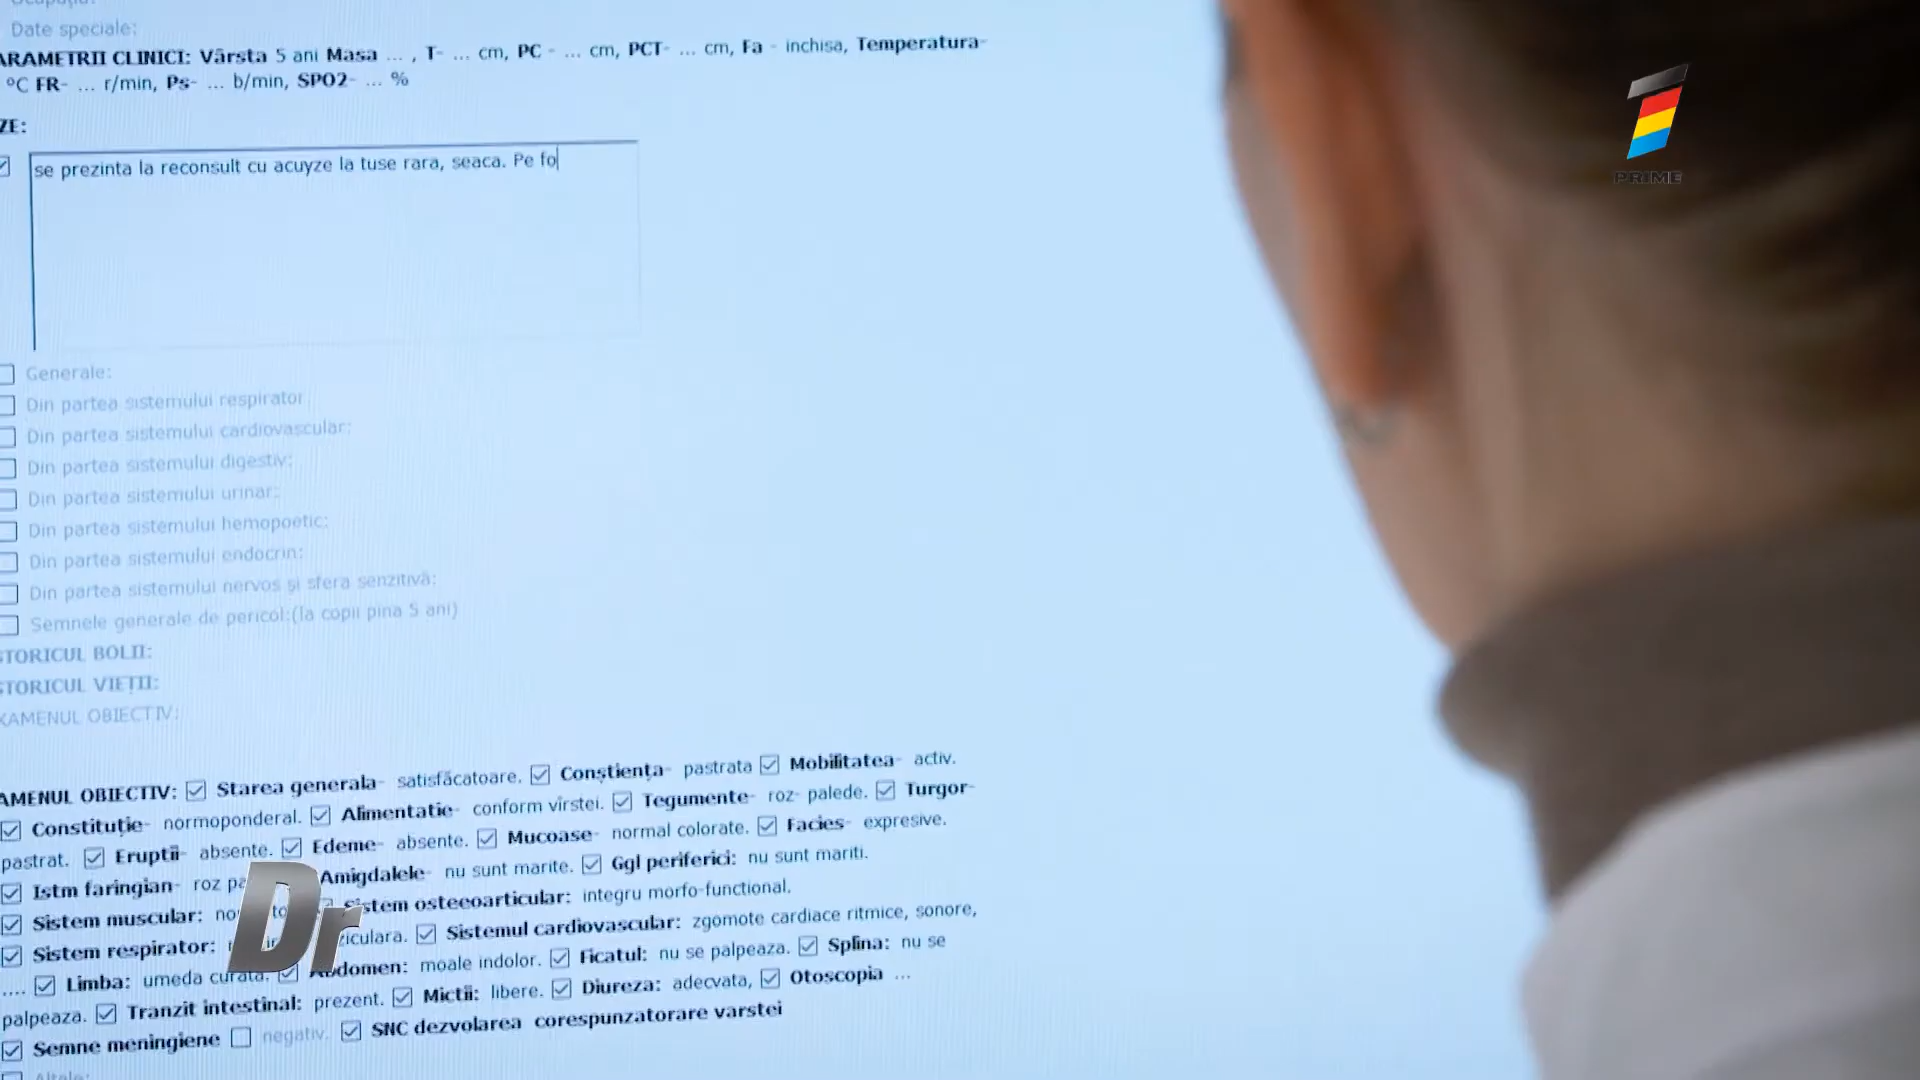 Date speciale:
ARAMETRII CLINICI: Vârsta 5 ani Masa ... , T- ... cm, PC - ... cm, PCT- ... cm, Fa - inchisa, Temperatura-
°C FR- ... r/min, Ps- ... b/min, SPO2- ... %
ZE:
se prezinta la reconsult cu acuyze la tuse rara, seaca. Pe fo
Generale:
Din partea sistemului respirator
Din partea sistemului cardiovascular:
Din partea sistemului digestiv:
Din partea sistemului urinar:
Din partea sistemului hemopoetic:
Din partea sistemului endocrin:
Din partea sistemului nervos și sfera senzitivă:
Semnele generale de pericol:(la copii pina 5 ani)
STORICUL BOLII:
STORICUL VIEȚII:
XAMENUL OBIECTIV:
AMENUL OBIECTIV: Starea generala- satisfăcatoare. Conștiența- pastrata Mobilitatea- activ.
Constituție- normoponderal. Alimentatie- conform vîrstei. Tegumente- roz- palede. Turgor-
pastrat. Eruptii- absente. Edeme- absente. Mucoase- normal colorate. Facies- expresive.
Istm faringian- roz Amigdalele- nu sunt marite. Ggl periferici: nu sunt mariti.
Sistem muscular: Sistem osteeoarticular: integru morfo-functional.
Sistem respirator: Sistemul cardiovascular: zgomote cardiace ritmice, sonore,
.... Limba: umeda curata. Abdomen: moale indolor. Ficatul: nu se palpeaza. Splina: nu se
palpeaza. Tranzit intestinal: prezent. Mictii: libere. Diureza: adecvata, Otoscopia ...
Semne meningiene negativ. SNC dezvolarea corespunzatorare varstei
Altele:
PRIME
Dr